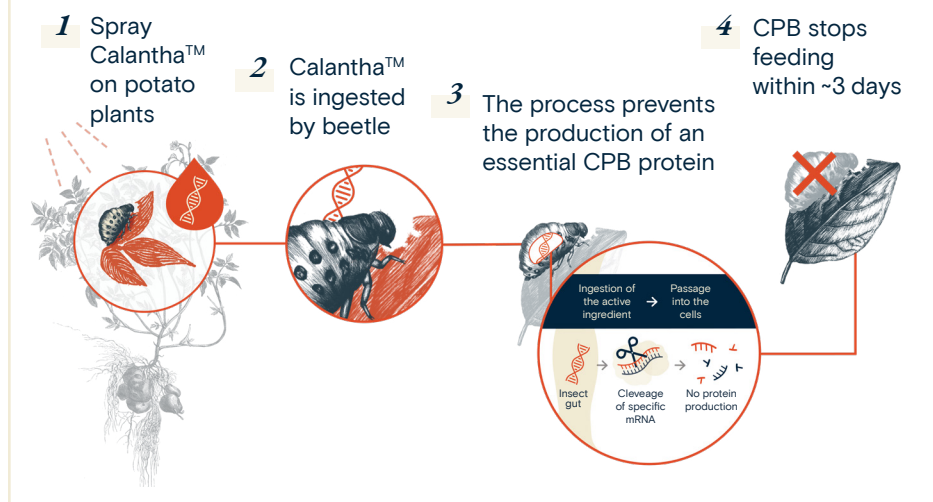 1 Spray
Calantha™
on potato
plants
2 Calantha™
is ingested
by beetle
3 The process prevents
the production of an
essential CPB protein
4 CPB stops
feeding
within ~3 days
Ingestion of
the active
ingredient
→
Passage
into the
cells
Insect
gut
→
Cleveage
of specific
mRNA
→
No protein
production